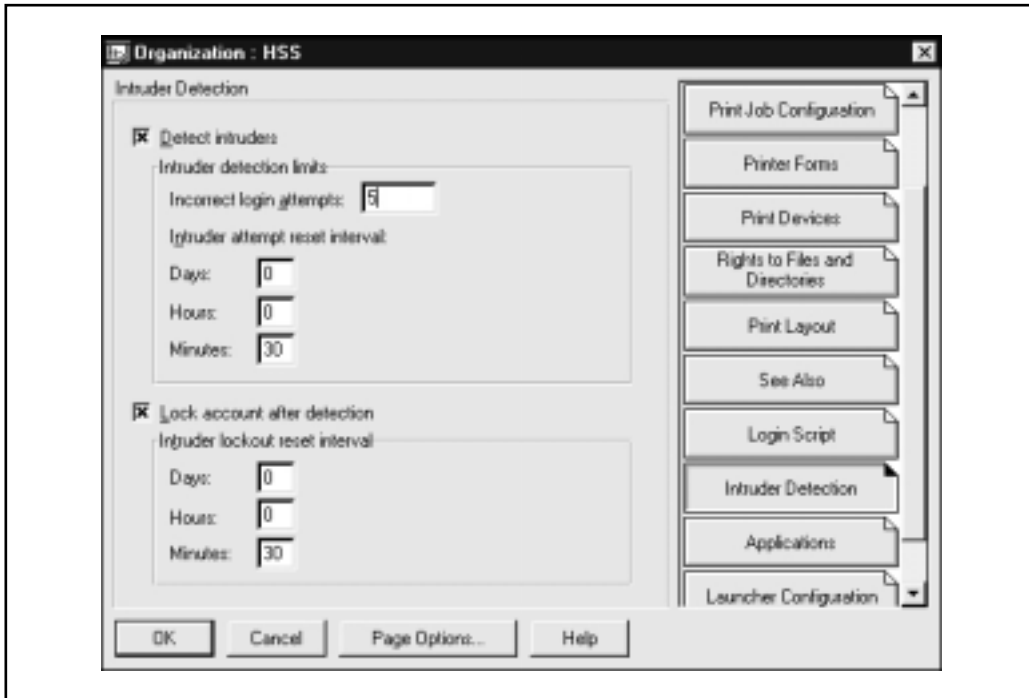 Organization : HSS
Intruder Detection
Detect intruders
Intruder detection limits
Incorrect login attempts: 5
Intruder attempt reset interval:
Days: 0
Hours: 0
Minutes: 30
Lock account after detection
Intruder lockout reset interval
Days: 0
Hours: 0
Minutes: 30
Print Job Configuration
Printer Forms
Print Devices
Rights to Files and
Directories
Print Layout
See Also
Login Script
Intruder Detection
Applications
Launcher Configuration
OK
Cancel
Page Options...
Help